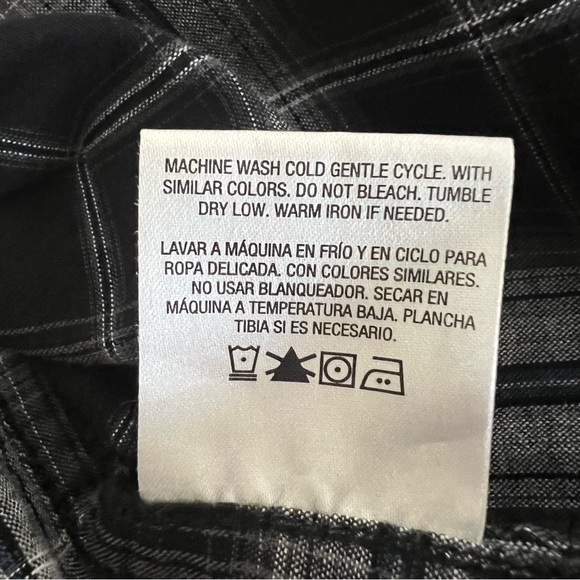 MACHINE WASH COLD GENTLE CYCLE. WITH
SIMILAR COLORS. DO NOT BLEACH. TUMBLE
DRY LOW. WARM IRON IF NEEDED.
LAVAR A MÁQUINA EN FRÍO Y EN CICLO PARA
ROPA DELICADA. CON COLORES SIMILARES.
NO USAR BLANQUEADOR. SECAR EN
MÁQUINA A TEMPERATURA BAJA. PLANCHA
TIBIA SI ES NECESARIO.